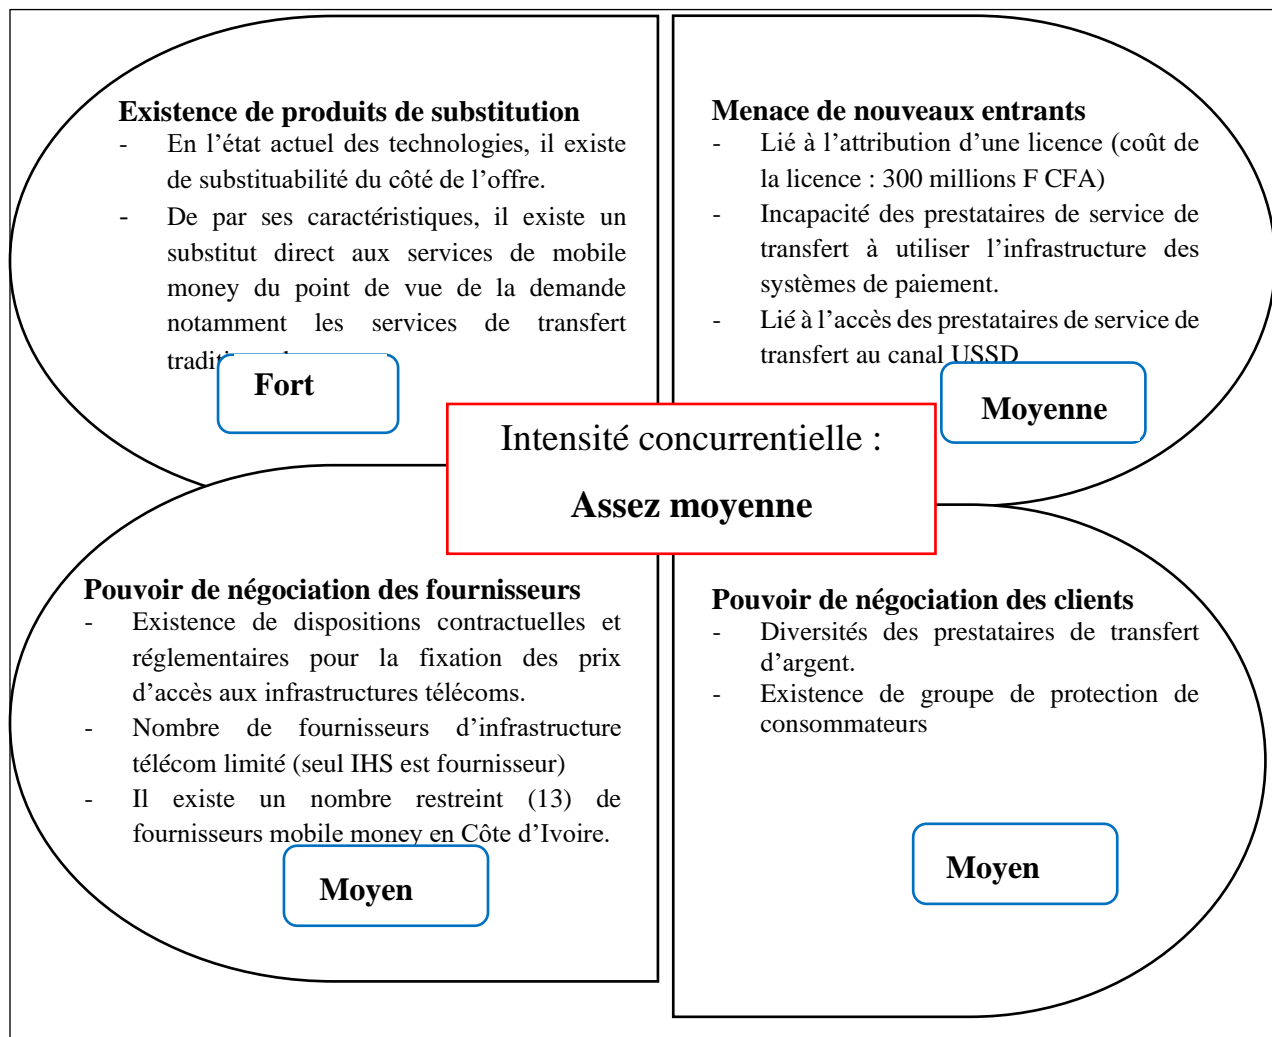 Existence de produits de substitution
- En l’état actuel des technologies, il existe
de substituabilité du côté de l’offre.
- De par ses caractéristiques, il existe un
substitut direct aux services de mobile
money du point de vue de la demande
notamment les services de transfert
Fort
Menace de nouveaux entrants
- Lié à l’attribution d’une licence (coût de
la licence : 300 millions F CFA)
- Incapacité des prestataires de service de
transfert à utiliser l’infrastructure des
systèmes de paiement.
- Lié à l’accès des prestataires de service de
transfert au canal USSD
Moyenne
Intensité concurrentielle :
Assez moyenne
Pouvoir de négociation des fournisseurs
- Existence de dispositions contractuelles et
réglementaires pour la fixation des prix
d’accès aux infrastructures télécoms.
- Nombre de fournisseurs d’infrastructure
télécom limité (seul IHS est fournisseur)
- Il existe un nombre restreint (13) de
fournisseurs mobile money en Côte d’Ivoire.
Moyen
Pouvoir de négociation des clients
- Diversités des prestataires de transfert
d’argent.
- Existence de groupe de protection de
consommateurs
Moyen